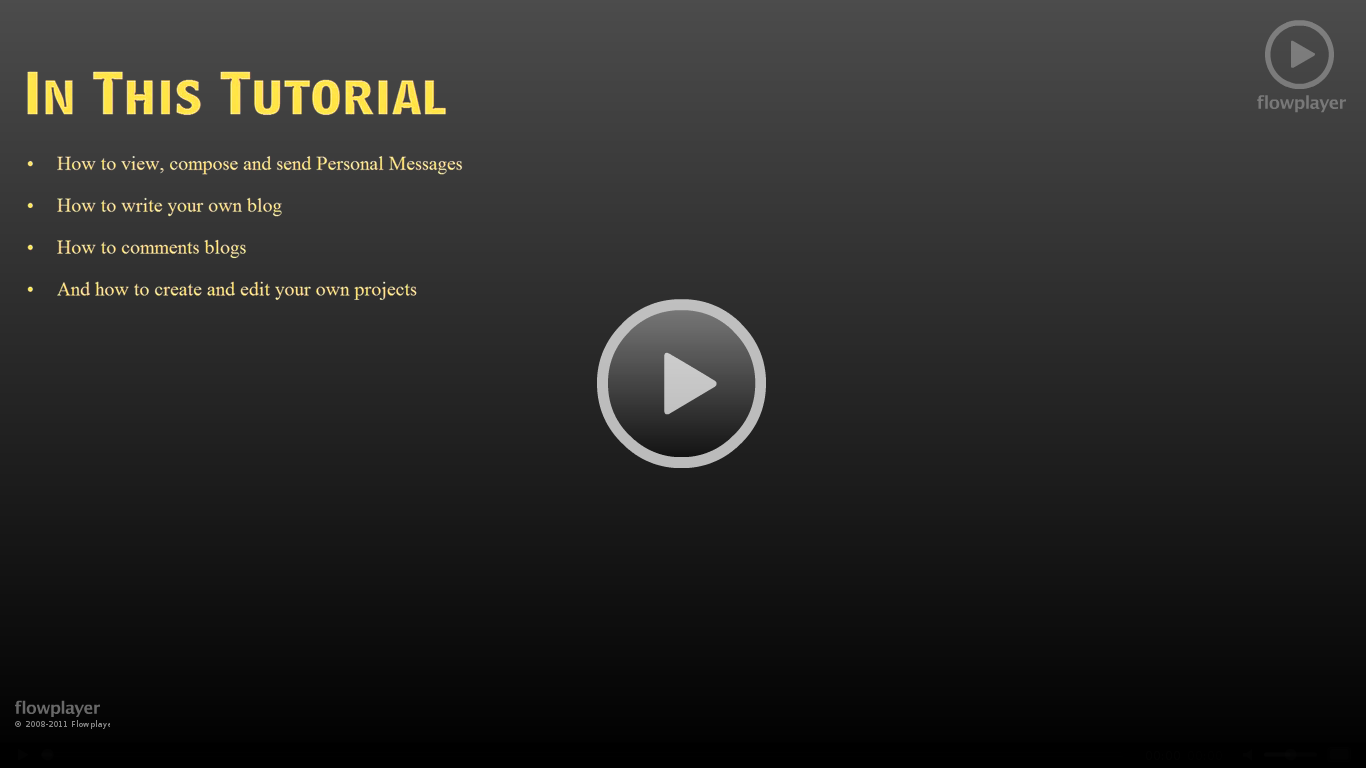 flowplayer
In This Tutorial
• How to view, compose and send Personal Messages
• How to write your own blog
• How to comments blogs
• And how to create and edit your own projects
flowplayer
© 2008-2011